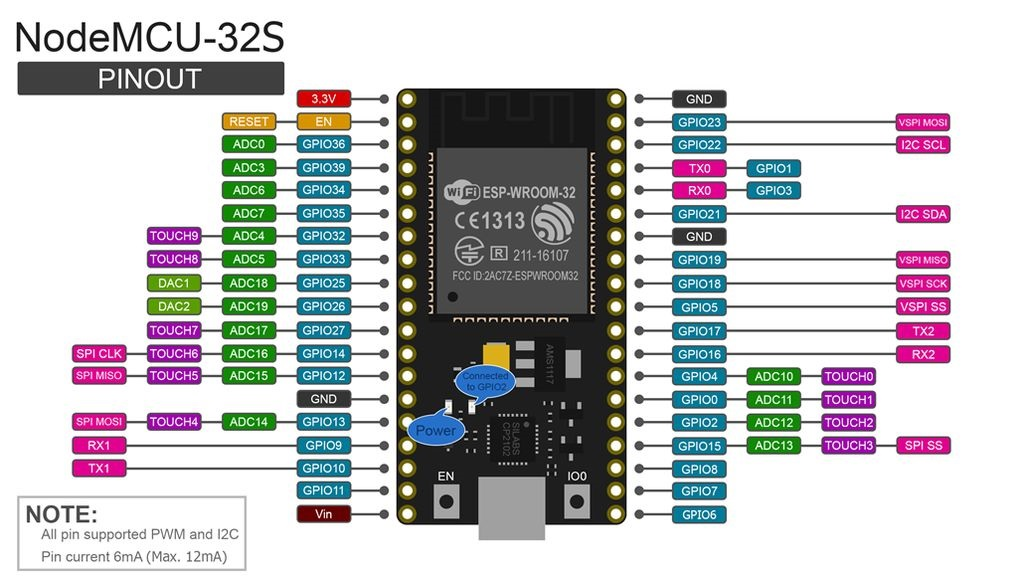 NodeMCU-32S
PINOUT
3.3V GND
RESET EN GPIO23 VSPI MOSI
ADC0 GPIO36 GPIO22 I2C SCL
ADC3 GPIO39 TX0 GPIO1
ADC6 GPIO34 RX0 GPIO3
ADC7 GPIO35 GPIO21 I2C SDA
TOUCH9 ADC4 GPIO32 GND
TOUCH8 ADC5 GPIO33 GPIO19 VSPI MISO
DAC1 ADC18 GPIO25 GPIO18 VSPI SCK
DAC2 ADC19 GPIO26 GPIO5 VSPI SS
TOUCH7 ADC17 GPIO27 GPIO17 TX2
SPI CLK TOUCH6 ADC16 GPIO14 GPIO16 RX2
SPI MISO TOUCH5 ADC15 GPIO12 GPIO4 ADC10 TOUCH0
GND GPIO0 ADC11 TOUCH1
SPI MOSI TOUCH4 ADC14 GPIO13 GPIO2 ADC12 TOUCH2
RX1 GPIO9 GPIO15 ADC13 TOUCH3 SPI SS
TX1 GPIO10 GPIO8
GPIO11 GPIO7
Vin GPIO6
WiFi ESP-WROOM-32
CE1313
R 211-16107
FCC ID:2AC7Z-ESPWROOM32
AMS1117
Connected
to GPIO2
Power
SILABS
CP2102
EN IO0
NOTE:
All pin supported PWM and I2C
Pin current 6mA (Max. 12mA)